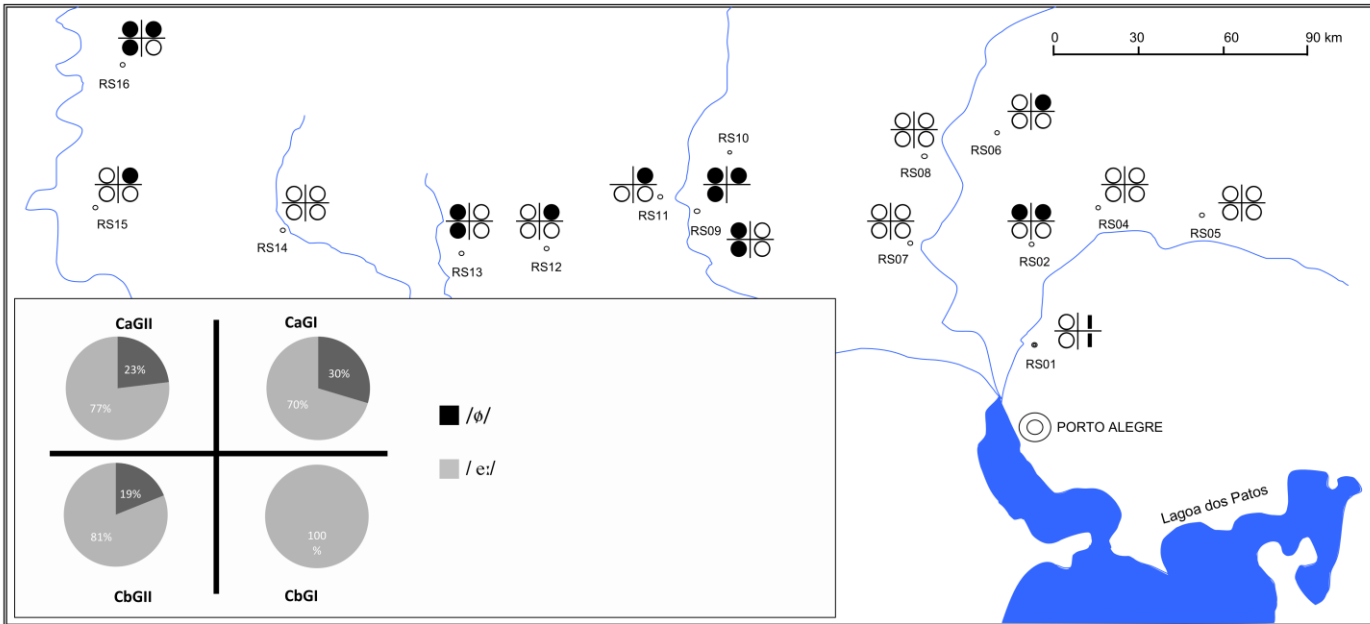 0 30 60 90 km
RS16
RS10
RS06
RS08
RS15
RS11
RS14
RS09
RS04
RS05
RS13
RS12
RS07
RS02
RS01
CaGII CaGI
23% 30%
77% 70%
/ø/
/ e:/
19%
81% 100
%
CbGII CbGI
PORTO ALEGRE
Lagoa dos Patos